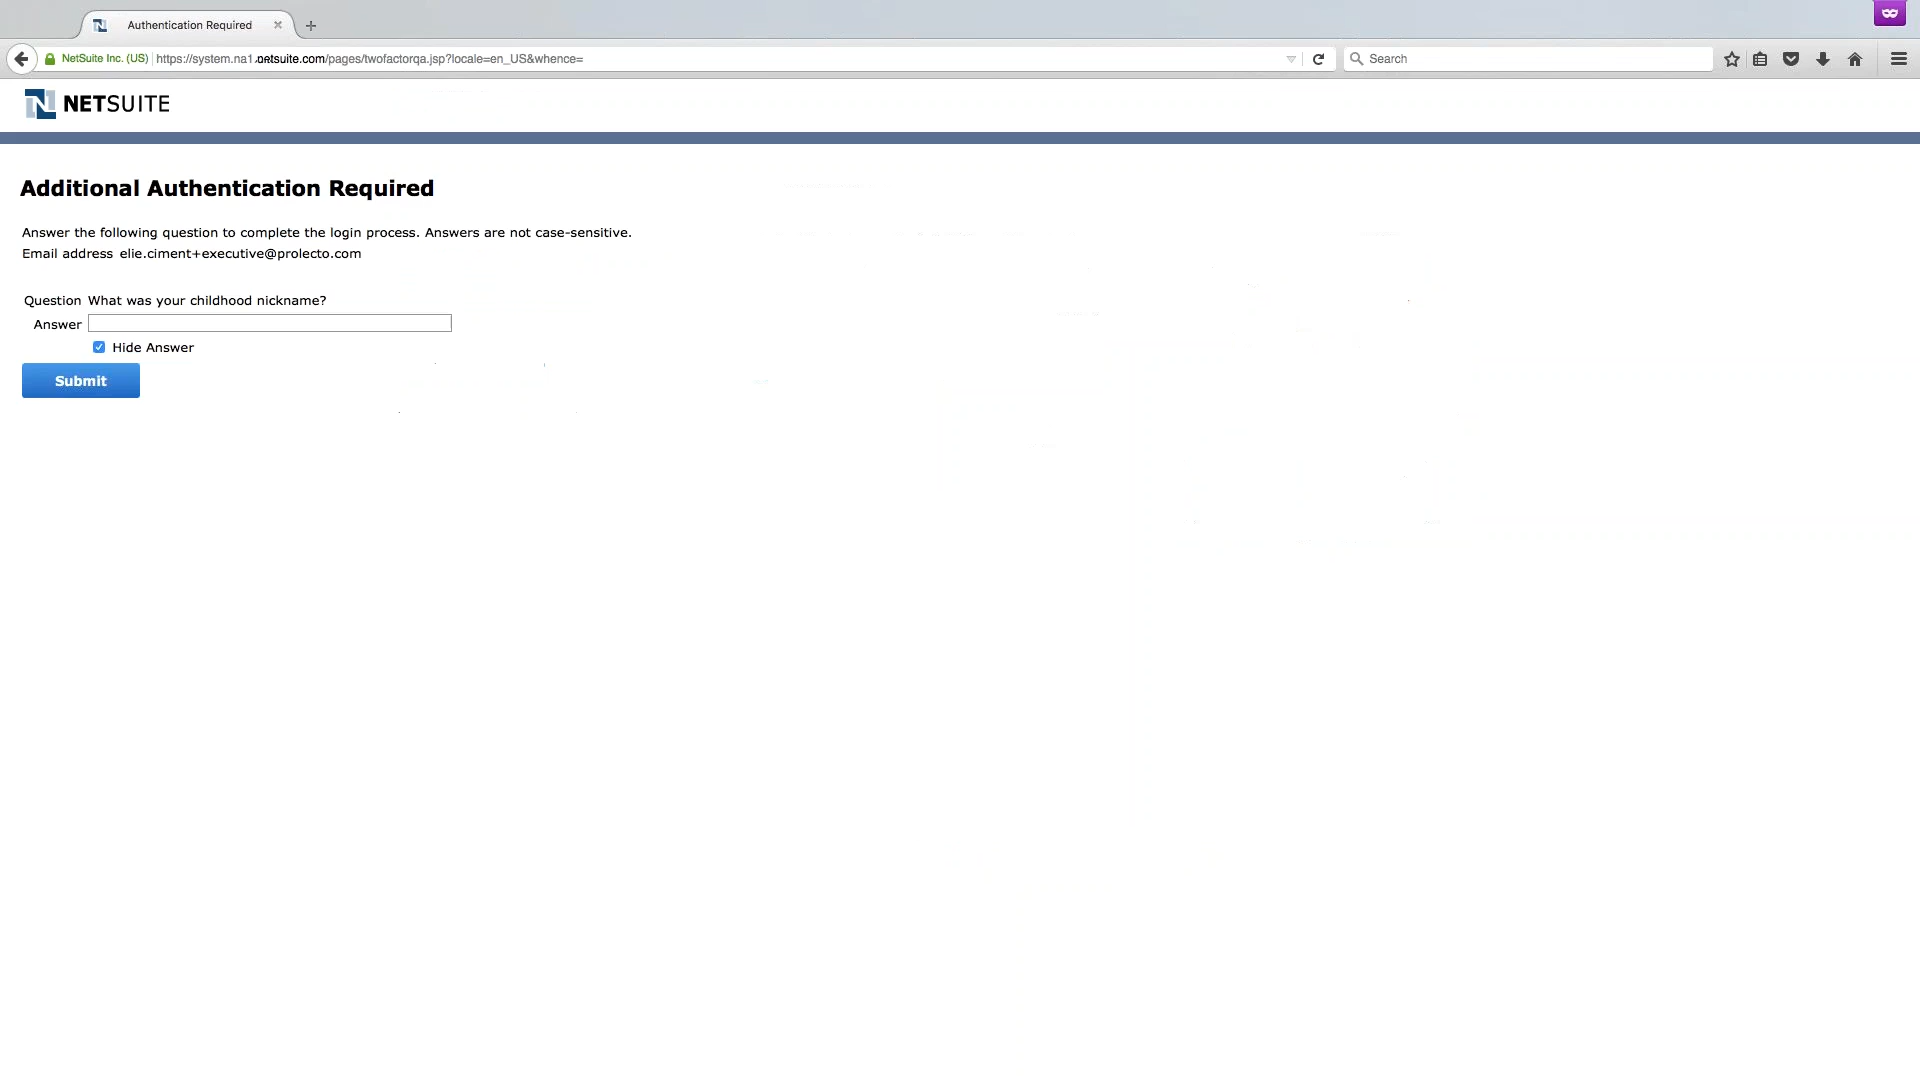 Authentication Required
NetSuite Inc. (US) https://system.na1.netsuite.com/pages/twofactorqa.jsp?locale=en_US&whence= Search
NETSUITE
Additional Authentication Required
Answer the following question to complete the login process. Answers are not case-sensitive.
Email address elie.ciment+executive@prolecto.com
Question What was your childhood nickname?
Answer
Hide Answer
Submit